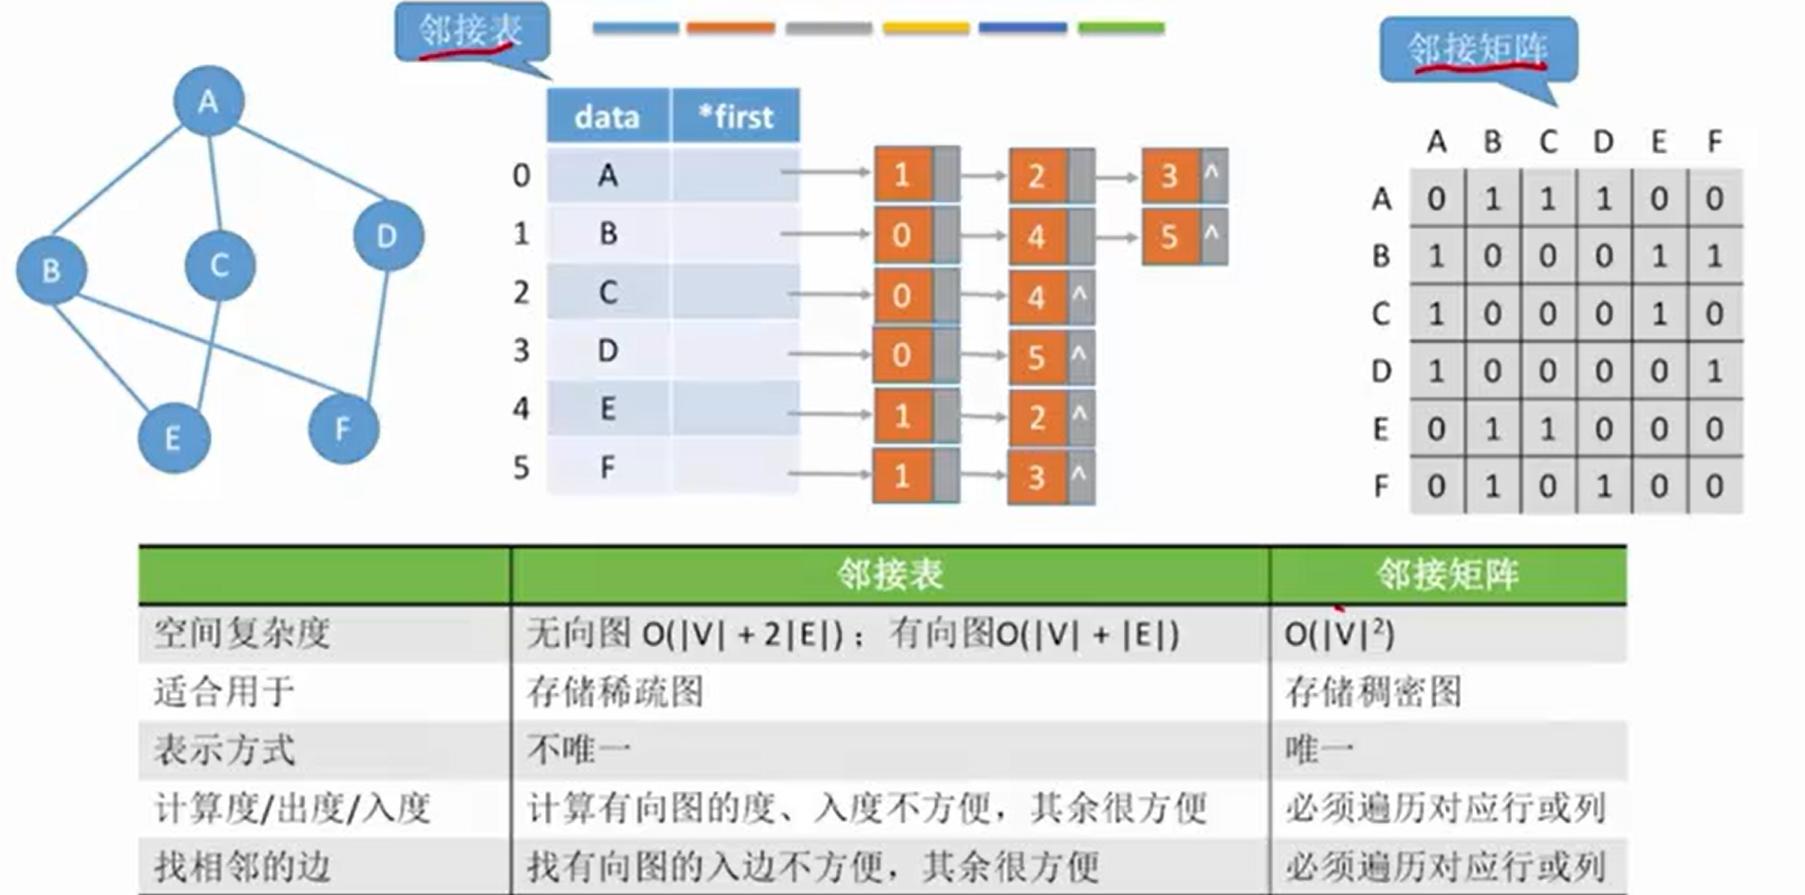 邻接表
邻接矩阵
A
B
C
D
E
F
data *first
0 A 1 2 3 ^
1 B 0 4 5 ^
2 C 0 4 ^
3 D 0 5 ^
4 E 1 2 ^
5 F 1 3 ^
A B C D E F
A 0 1 1 1 0 0
B 1 0 0 0 1 1
C 1 0 0 0 1 0
D 1 0 0 0 0 1
E 0 1 1 0 0 0
F 0 1 0 1 0 0
邻接表 邻接矩阵
空间复杂度 无向图 O(|V| + 2|E|)；有向图O(|V| + |E|) O(|V|²)
适合用于 存储稀疏图 存储稠密图
表示方式 不唯一 唯一
计算度/出度/入度 计算有向图的度、入度不方便，其余很方便 必须遍历对应行或列
找相邻的边 找有向图的入边不方便，其余很方便 必须遍历对应行或列